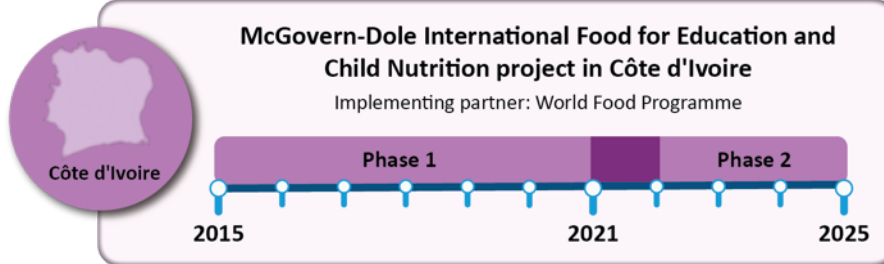 McGovern-Dole International Food for Education and
Child Nutrition project in Côte d'Ivoire
Implementing partner: World Food Programme
Côte d'Ivoire
Phase 1
Phase 2
2015
2021
2025